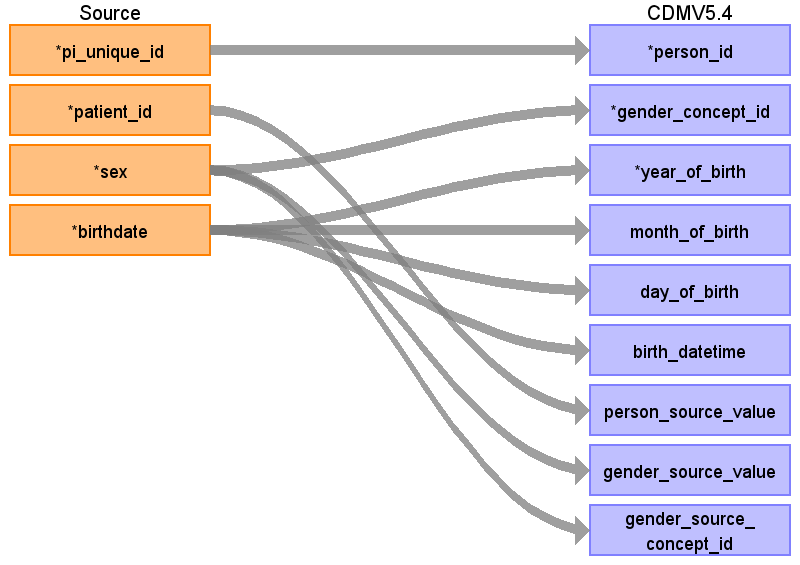 Source
CDMV5.4
*pi_unique_id
*person_id
*patient_id
*gender_concept_id
*sex
*year_of_birth
*birthdate
month_of_birth
day_of_birth
birth_datetime
person_source_value
gender_source_value
gender_source_
concept_id